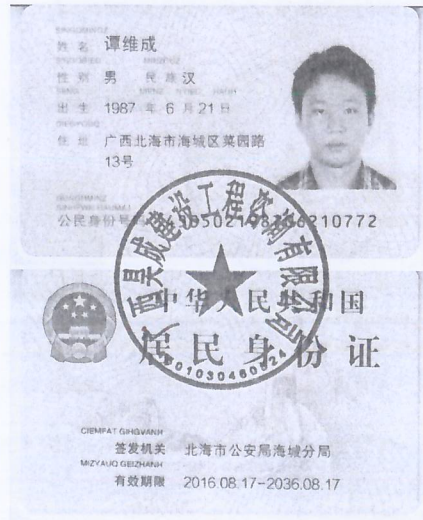 姓名 谭维成
性别 男 民族 汉
出生 1987 年 6 月 21 日
住址 广西北海市海城区菜园路
13号
公民身份号码
中华人民共和国
居民身份证
CIEMFAT GIHGVANH
签发机关 北海市公安局海城分局
MIZYAUQ GEIZHANH
有效期限 2016.08.17-2036.08.17